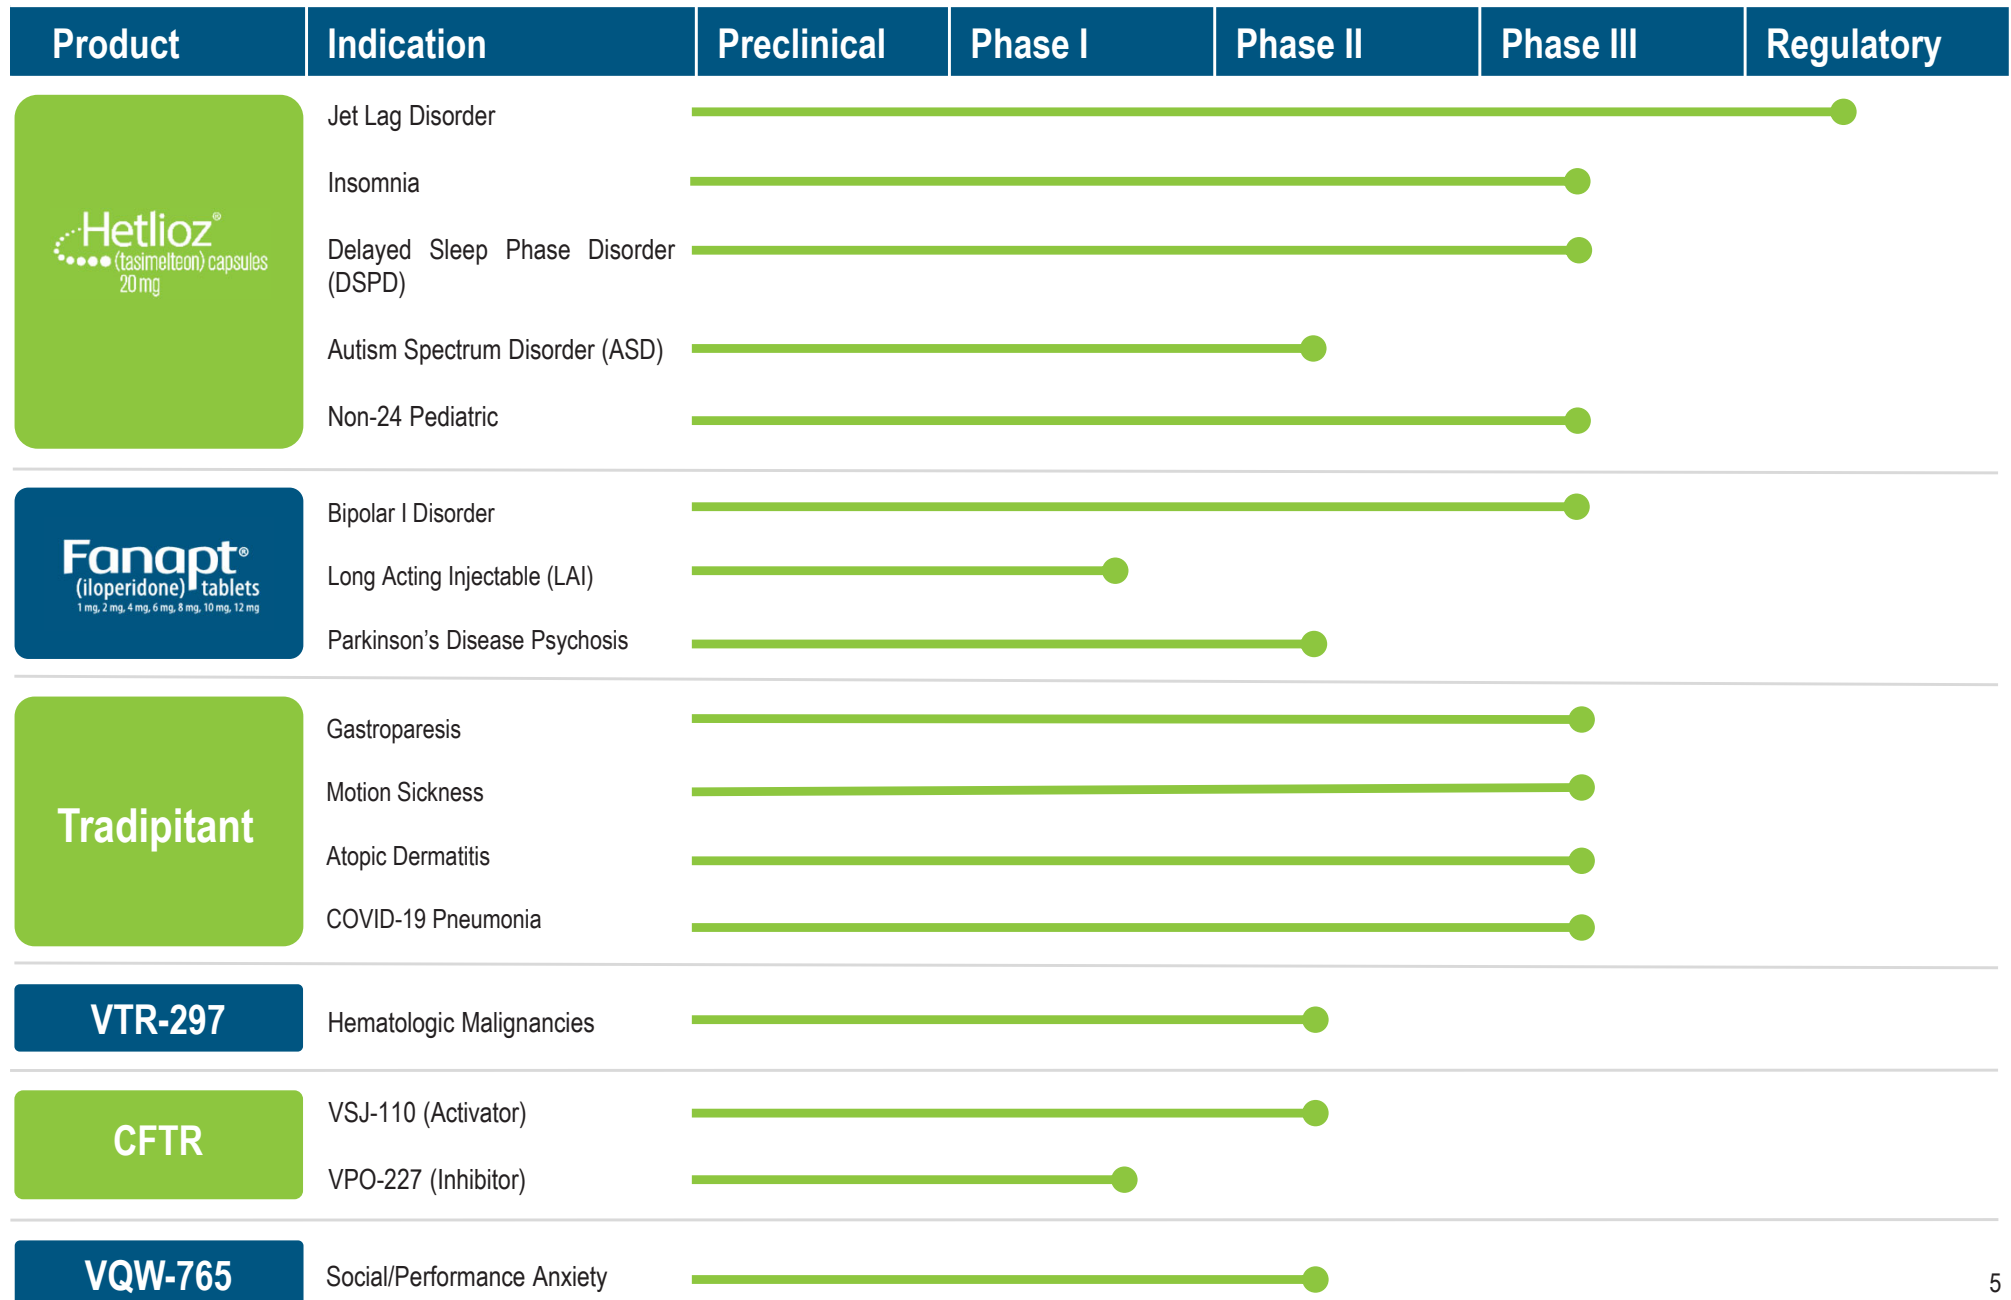 Product Indication Preclinical Phase I Phase II Phase III Regulatory
Hetlioz®
(tasimelteon) capsules
20 mg
Jet Lag Disorder
Insomnia
Delayed Sleep Phase Disorder
(DSPD)
Autism Spectrum Disorder (ASD)
Non-24 Pediatric
Fanapt®
(iloperidone) tablets
1 mg, 2 mg, 4 mg, 6 mg, 8 mg, 10 mg, 12 mg
Bipolar I Disorder
Long Acting Injectable (LAI)
Parkinson’s Disease Psychosis
Tradipitant
Gastroparesis
Motion Sickness
Atopic Dermatitis
COVID-19 Pneumonia
VTR-297
Hematologic Malignancies
CFTR
VSJ-110 (Activator)
VPO-227 (Inhibitor)
VQW-765
Social/Performance Anxiety
5